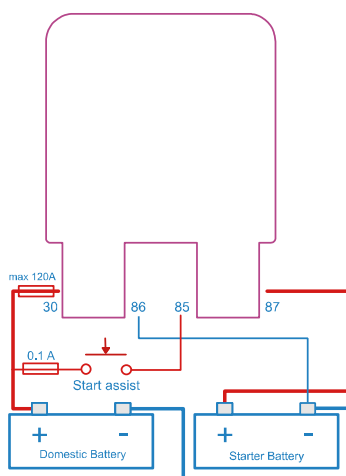 max 120A
30
86
85
87
0.1 A
Start assist
+
-
+
-
Domestic Battery
Starter Battery